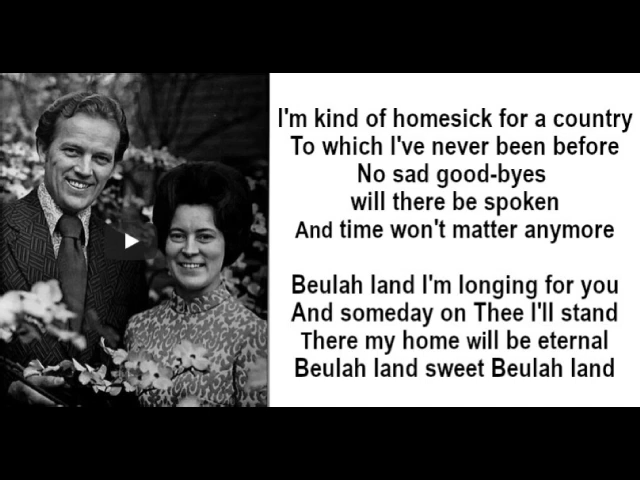 I'm kind of homesick for a country
To which I've never been before
No sad good-byes
will there be spoken
And time won't matter anymore
Beulah land I'm longing for you
And someday on Thee I'll stand
There my home will be eternal
Beulah land sweet Beulah land